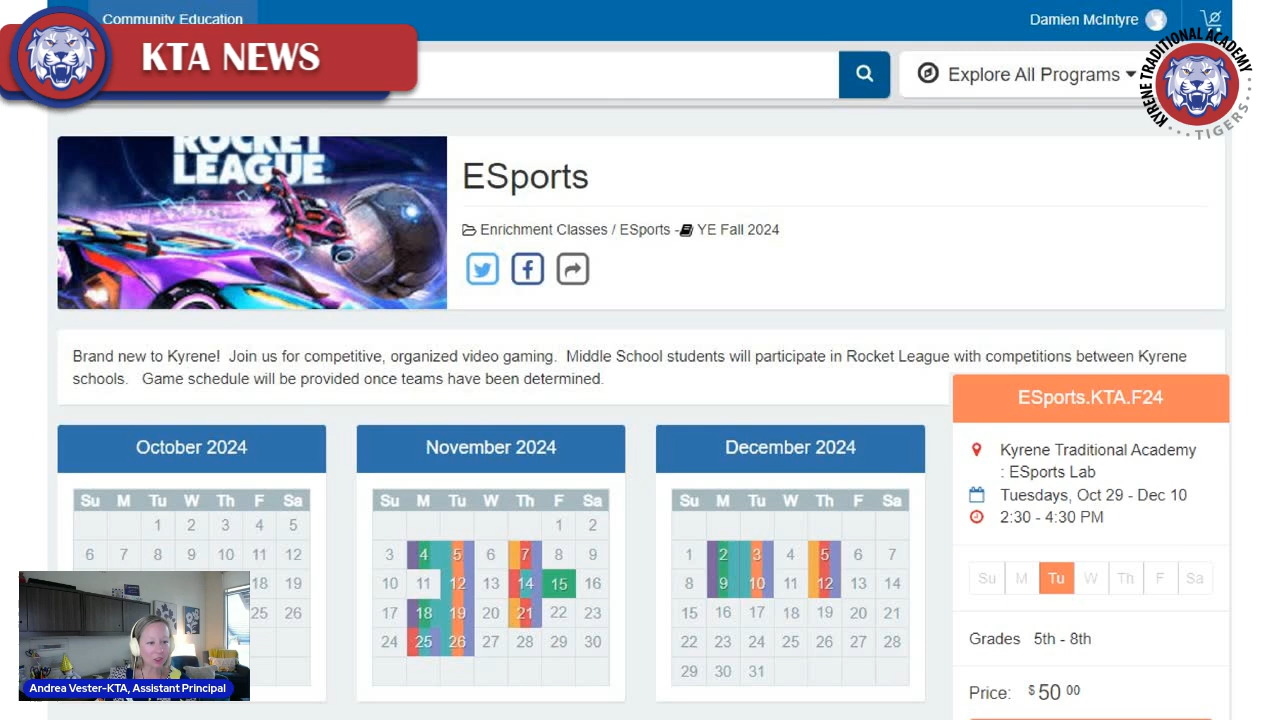 Community Education
Damien McIntyre
KTA NEWS
Explore All Programs
KYRENE TRADITIONAL ACADEMY
TIGERS
ROCKET
LEAGUE
ESports
Enrichment Classes / ESports - YE Fall 2024
Brand new to Kyrene! Join us for competitive, organized video gaming. Middle School students will participate in Rocket League with competitions between Kyrene
schools. Game schedule will be provided once teams have been determined.
October 2024
Su M Tu W Th F Sa
1 2 3 4 5
6 7 8 9 10 11 12
18 19
25 26
November 2024
Su M Tu W Th F Sa
1 2
3 4 5 6 7 8 9
10 11 12 13 14 15 16
17 18 19 20 21 22 23
24 25 26 27 28 29 30
December 2024
Su M Tu W Th F Sa
1 2 3 4 5 6 7
8 9 10 11 12 13 14
15 16 17 18 19 20 21
22 23 24 25 26 27 28
29 30 31
ESports.KTA.F24
Kyrene Traditional Academy
: ESports Lab
Tuesdays, Oct 29 - Dec 10
2:30 - 4:30 PM
Su M Tu W Th F Sa
Grades 5th - 8th
Price: $ 50 00
Andrea Vester-KTA, Assistant Principal